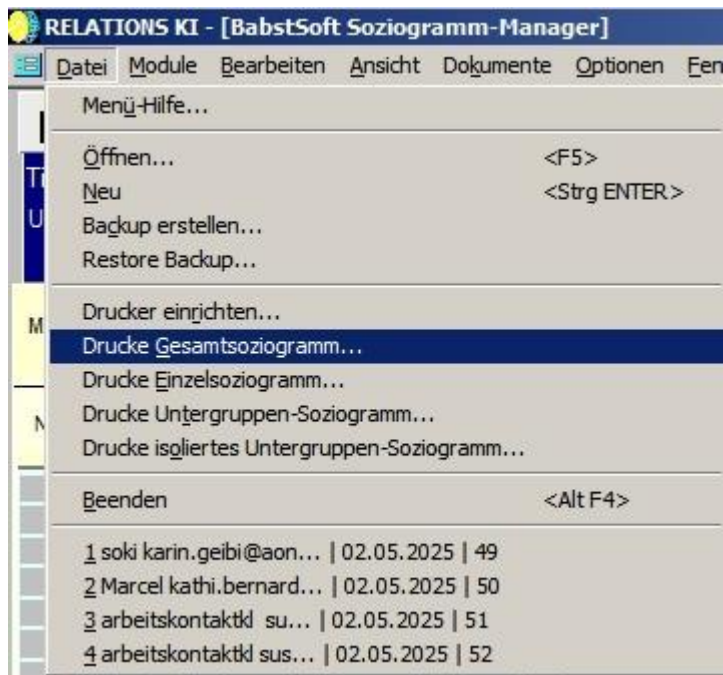 RELATIONS KI - [BabstSoft Soziogramm-Manager]
Datei Module Bearbeiten Ansicht Dokumente Optionen Fen
Menü-Hilfe...
Öffnen... <F5>
Neu <Strg ENTER>
Backup erstellen...
Restore Backup...
Drucker einrichten...
Drucke Gesamtsoziogramm...
Drucke Einzelsoziogramm...
Drucke Untergruppen-Soziogramm...
Drucke isoliertes Untergruppen-Soziogramm...
Beenden <Alt F4>
1 soki karin.geibi@aon... | 02.05.2025 | 49
2 Marcel kathi.bernard... | 02.05.2025 | 50
3 arbeitskontaktkl su... | 02.05.2025 | 51
4 arbeitskontaktkl sus... | 02.05.2025 | 52